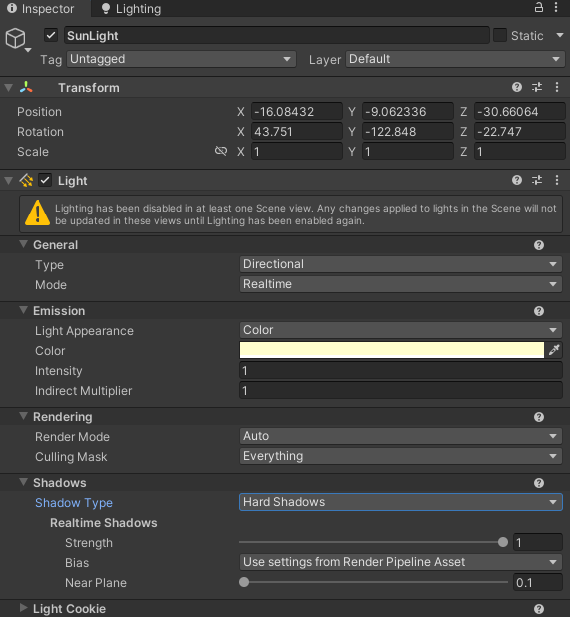 Inspector Lighting
SunLight Static
Tag Untagged Layer Default
Transform
Position X -16.08432 Y -9.062336 Z -30.66064
Rotation X 43.751 Y -122.848 Z -22.747
Scale X 1 Y 1 Z 1
Light
Lighting has been disabled in at least one Scene view. Any changes applied to lights in the Scene will not
be updated in these views until Lighting has been enabled again.
General
Type Directional
Mode Realtime
Emission
Light Appearance Color
Color
Intensity 1
Indirect Multiplier 1
Rendering
Render Mode Auto
Culling Mask Everything
Shadows
Shadow Type Hard Shadows
Realtime Shadows
Strength 1
Bias Use settings from Render Pipeline Asset
Near Plane 0.1
Light Cookie